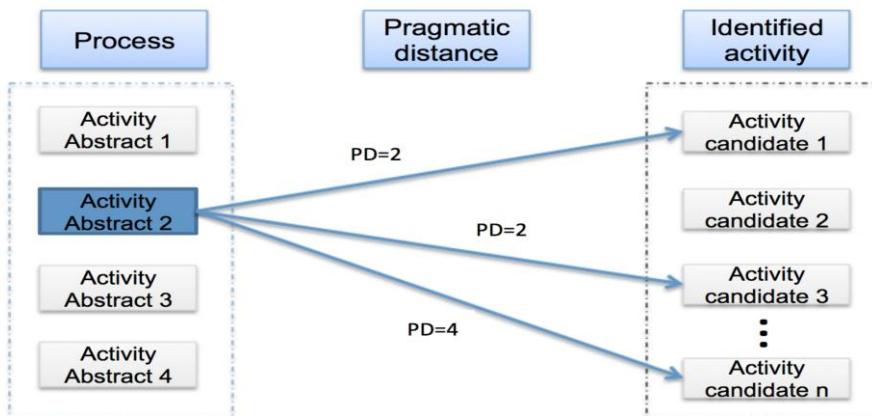 Process
Pragmatic
distance
Identified
activity
Activity
Abstract 1
Activity
Abstract 2
Activity
Abstract 3
Activity
Abstract 4
PD=2
PD=2
PD=4
Activity
candidate 1
Activity
candidate 2
Activity
candidate 3
...
Activity
candidate n